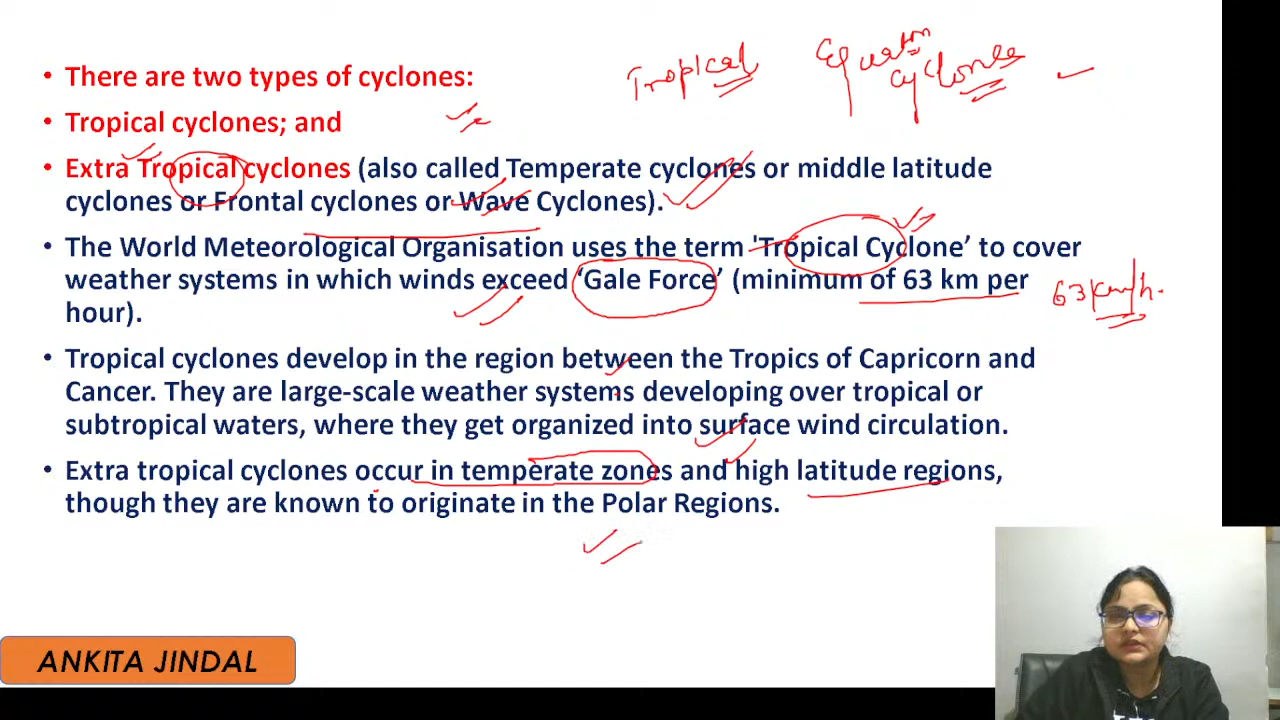 Tropical Equatrn
cyclones
• There are two types of cyclones:
• Tropical cyclones; and
• Extra Tropical cyclones (also called Temperate cyclones or middle latitude
cyclones or Frontal cyclones or Wave Cyclones).
• The World Meteorological Organisation uses the term 'Tropical Cyclone’ to cover
weather systems in which winds exceed ‘Gale Force’ (minimum of 63 km per
hour).
63 km/h.
• Tropical cyclones develop in the region between the Tropics of Capricorn and
Cancer. They are large-scale weather systems developing over tropical or
subtropical waters, where they get organized into surface wind circulation.
• Extra tropical cyclones occur in temperate zones and high latitude regions,
though they are known to originate in the Polar Regions.
ANKITA JINDAL